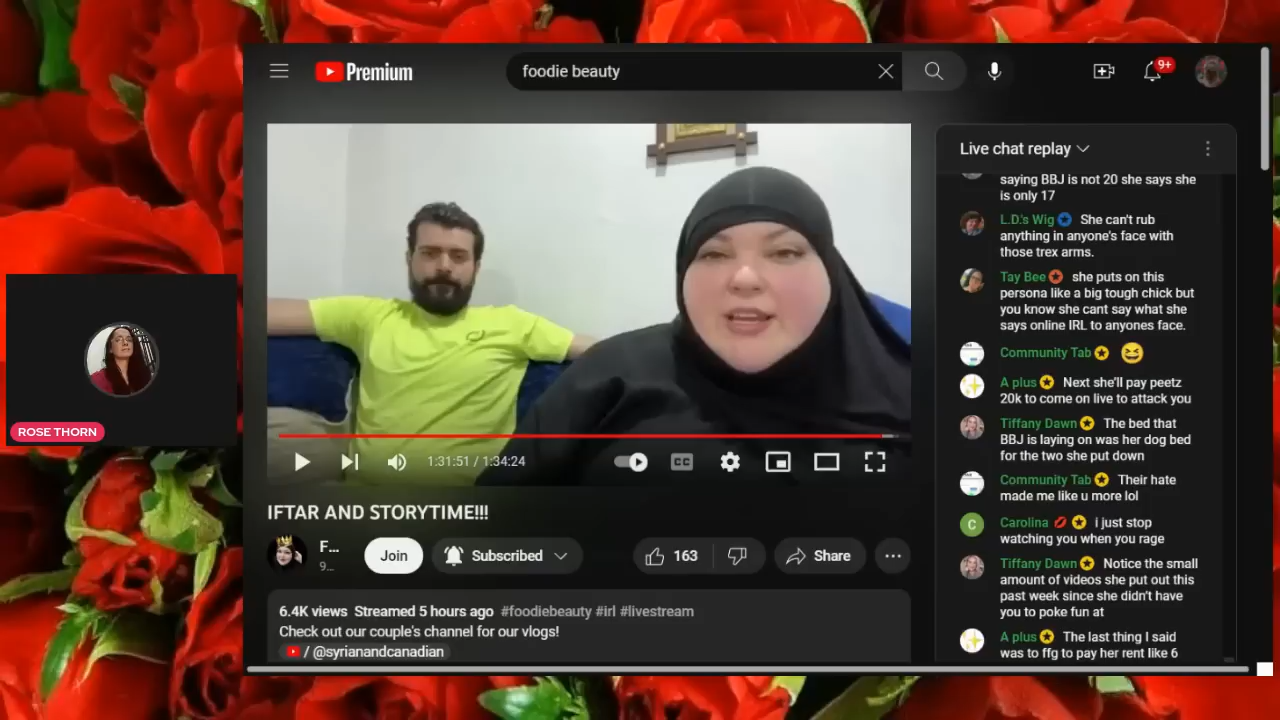 Premium
foodie beauty
9+
Live chat replay
saying BBJ is not 20 she says she
is only 17
L.D.'s Wig She can't rub
anything in anyone's face with
those trex arms.
Tay Bee she puts on this
persona like a big tough chick but
you know she cant say what she
says online IRL to anyones face.
Community Tab
A plus Next she'll pay peetz
20k to come on live to attack you
Tiffany Dawn The bed that
BBJ is laying on was her dog bed
for the two she put down
Community Tab Their hate
made me like u more lol
C
Carolina i just stop
watching you when you rage
Tiffany Dawn Notice the small
amount of videos she put out this
past week since she didn't have
you to poke fun at
A plus The last thing I said
was to ffg to pay her rent like 6
ROSE THORN
1:31:51 / 1:34:24
CC
IFTAR AND STORYTIME!!!
F...
9...
Join
Subscribed
163
Share
6.4K views Streamed 5 hours ago #foodiebeauty #irl #livestream
Check out our couple's channel for our vlogs!
/ @syrianandcanadian